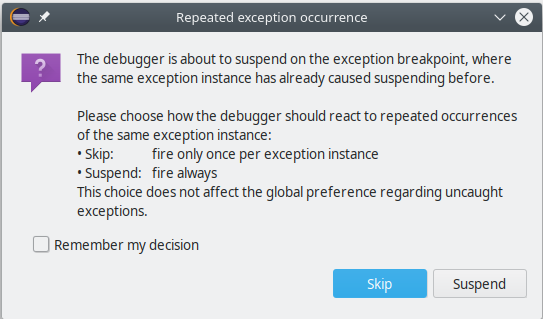 Repeated exception occurrence
?
The debugger is about to suspend on the exception breakpoint, where
the same exception instance has already caused suspending before.
Please choose how the debugger should react to repeated occurrences
of the same exception instance:
• Skip: fire only once per exception instance
• Suspend: fire always
This choice does not affect the global preference regarding uncaught
exceptions.
Remember my decision
Skip Suspend